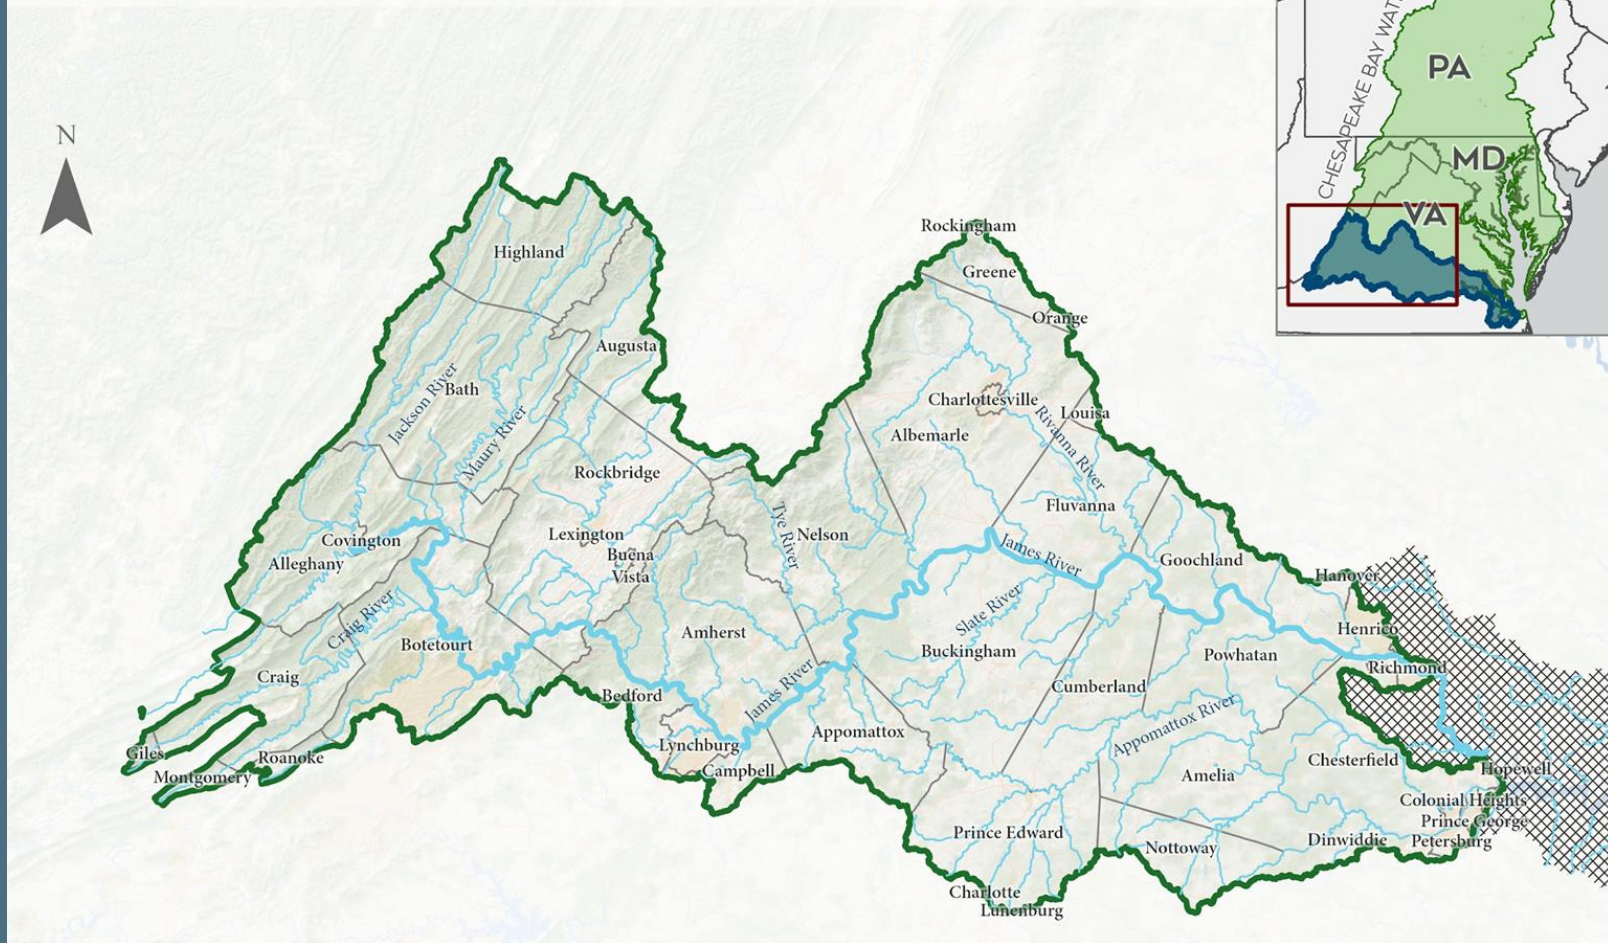 CHESAPEAKE BAY
PA
MD
VA
N
Rockingham
Highland
Greene
Orange
Augusta
Jackson River
Bath
Charlottesville
Louisa
Maury River
Albemarle
Rivanna River
Rockbridge
Fluvanna
Tye River
Nelson
Lexington
Covington
James River
Buena
Vista
Alleghany
Goochland
Hanover
Slate River
Craig River
Henrico
Amherst
Botetourt
Buckingham
Powhatan
Richmond
Craig
Cumberland
Bedford
James River
Appomattox River
Appomattox
Lynchburg
Giles
Roanoke
Chesterfield
Montgomery
Campbell
Hopewell
Amelia
Colonial Heights
Prince George
Prince Edward
Dinwiddie
Petersburg
Nottoway
Charlotte
Lunenburg